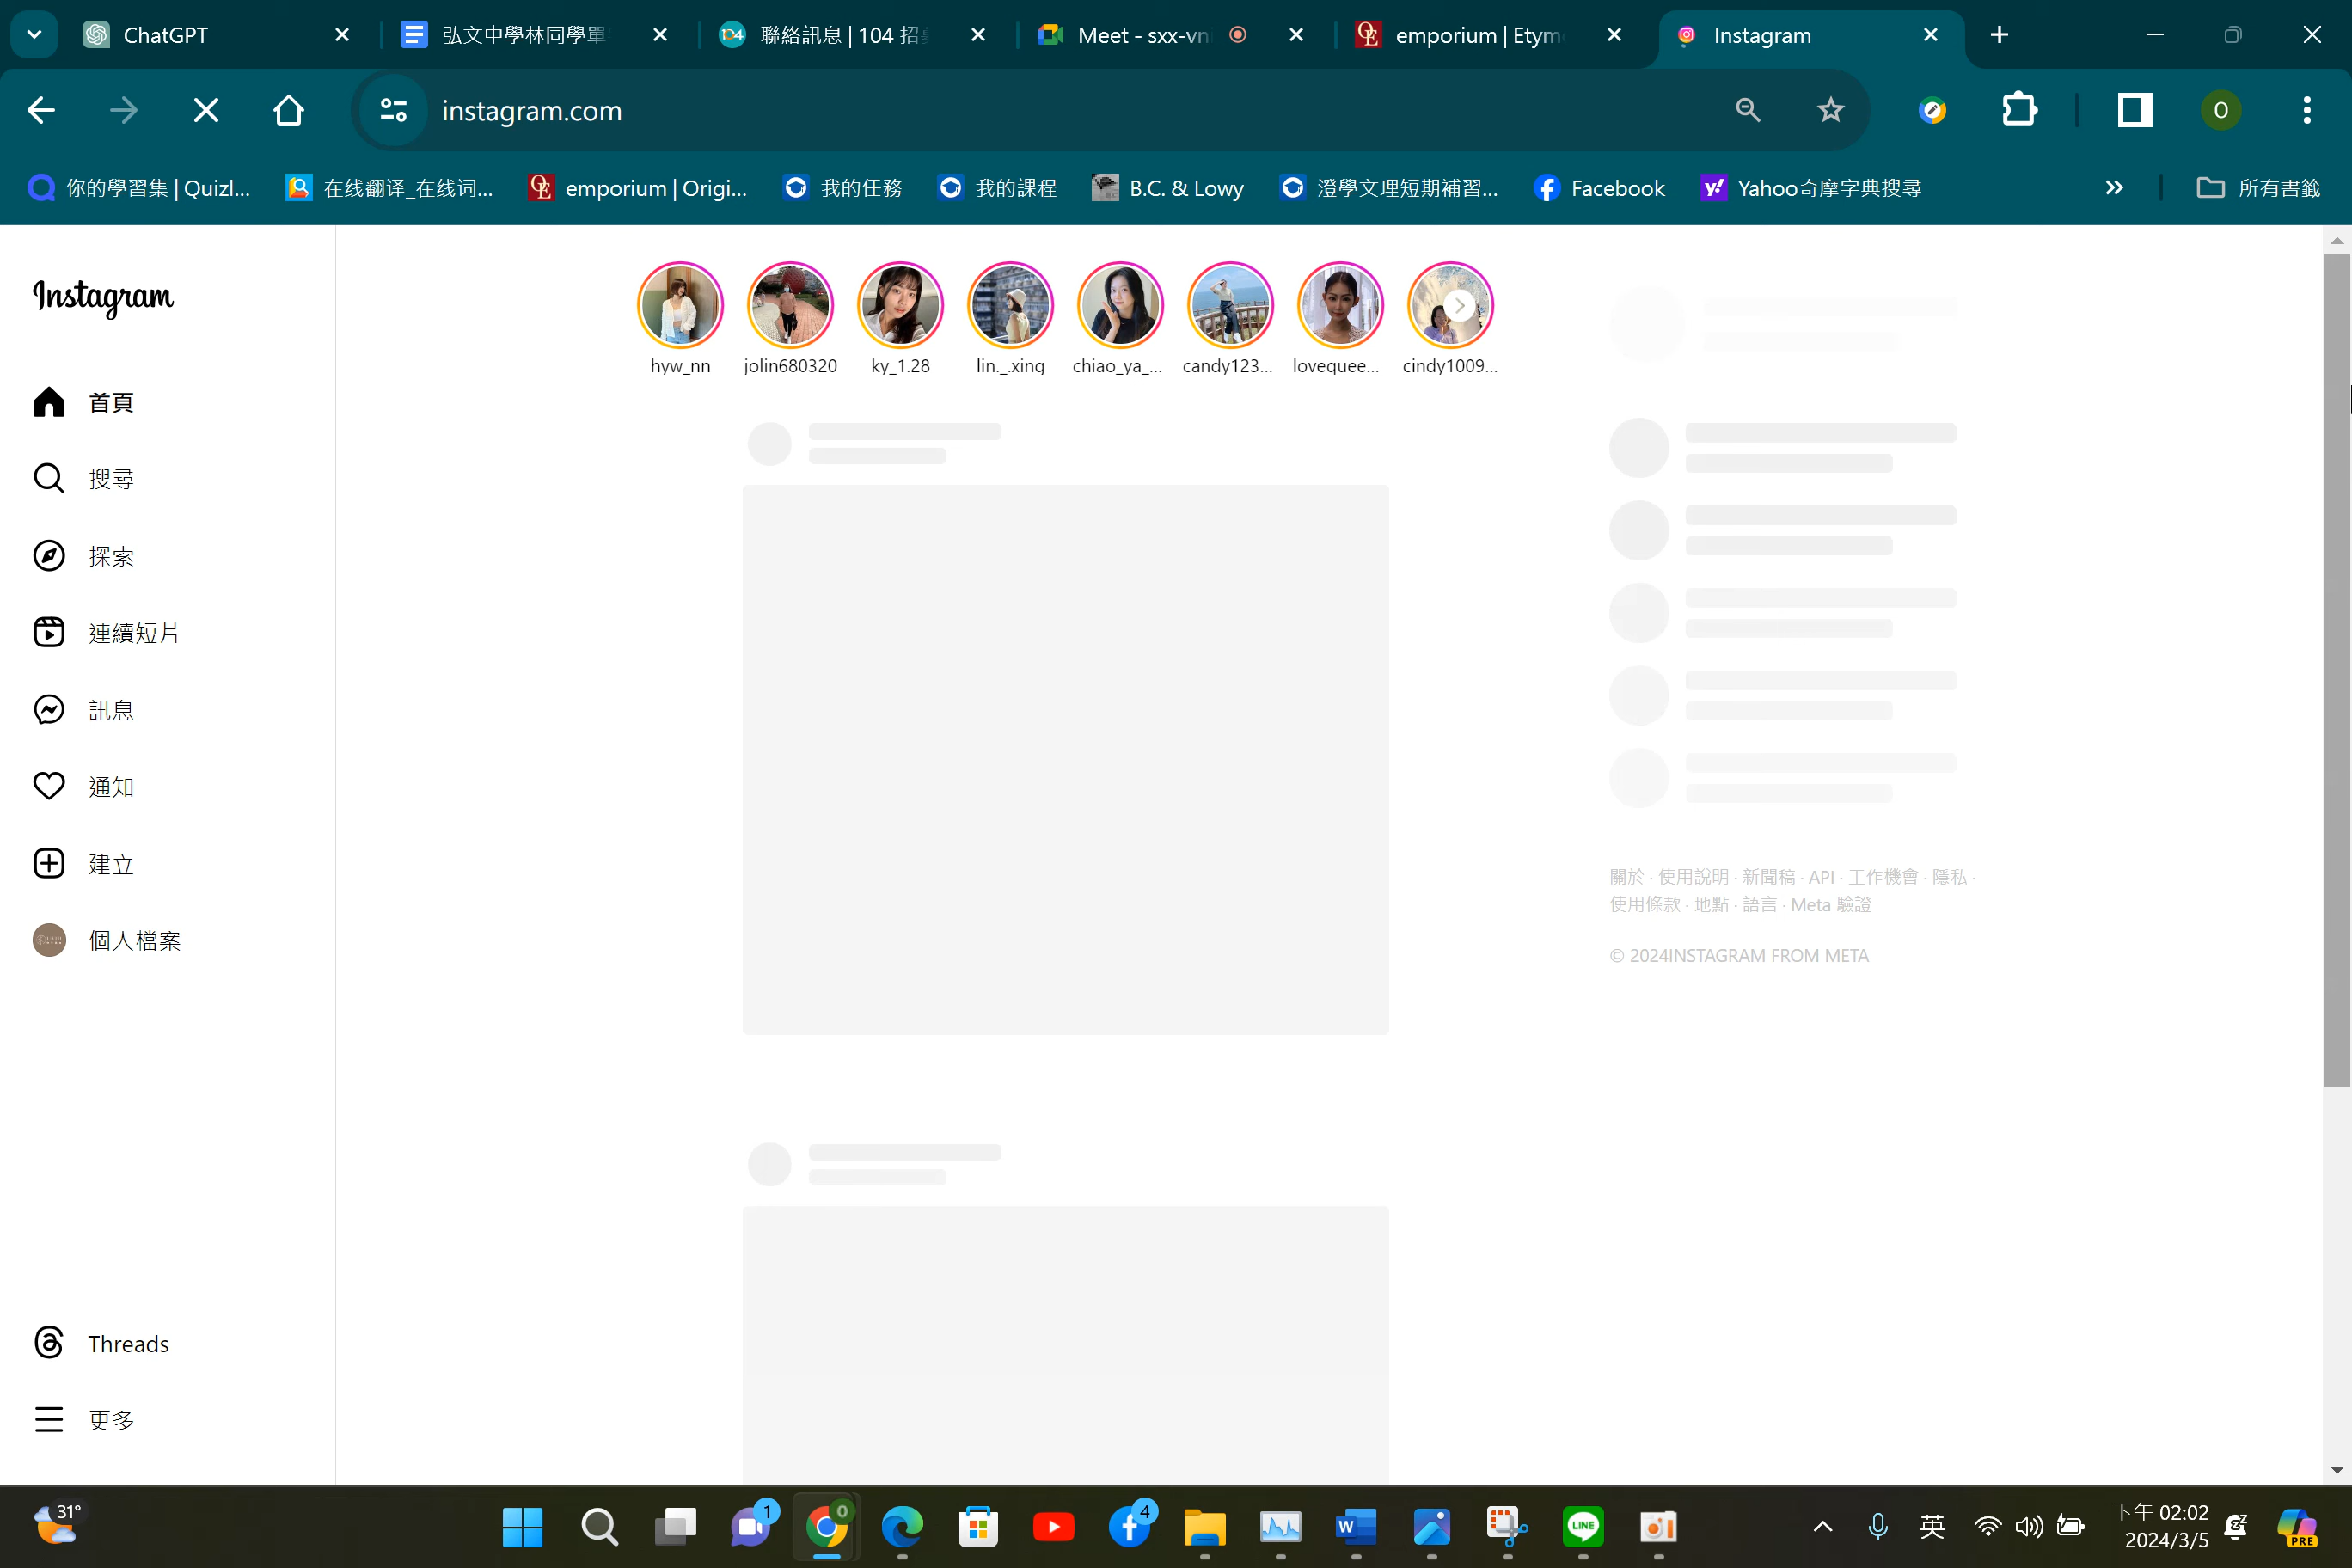 ChatGPT
弘文中學林同學單
聯絡訊息 | 104 招募
Meet - sxx-vn
emporium | Etym
Instagram
instagram.com
O
你的學習集 | Quizl...
在线翻译_在线词...
emporium | Origi...
我的任務
我的課程
B.C. & Lowy
澄學文理短期補習...
Facebook
Yahoo奇摩字典搜尋
所有書籤
Instagram
首頁
搜尋
探索
連續短片
訊息
通知
建立
個人檔案
Threads
更多
hyw_nn
jolin680320
ky_1.28
lin._.xing
chiao_ya_...
candy123...
lovequee...
cindy1009...
關於 · 使用說明 · 新聞稿 · API · 工作機會 · 隱私 ·
使用條款 · 地點 · 語言 · Meta 驗證
© 2024INSTAGRAM FROM META
31°
1
0
4
LINE
英
下午 02:02
2024/3/5
PRE